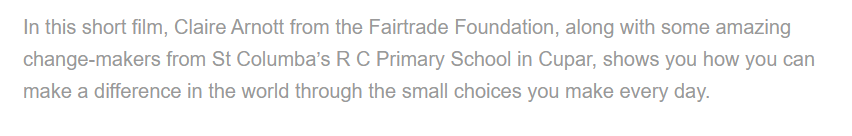 In this short film, Claire Arnott from the Fairtrade Foundation, along with some amazing
change-makers from St Columba’s R C Primary School in Cupar, shows you how you can
make a difference in the world through the small choices you make every day.